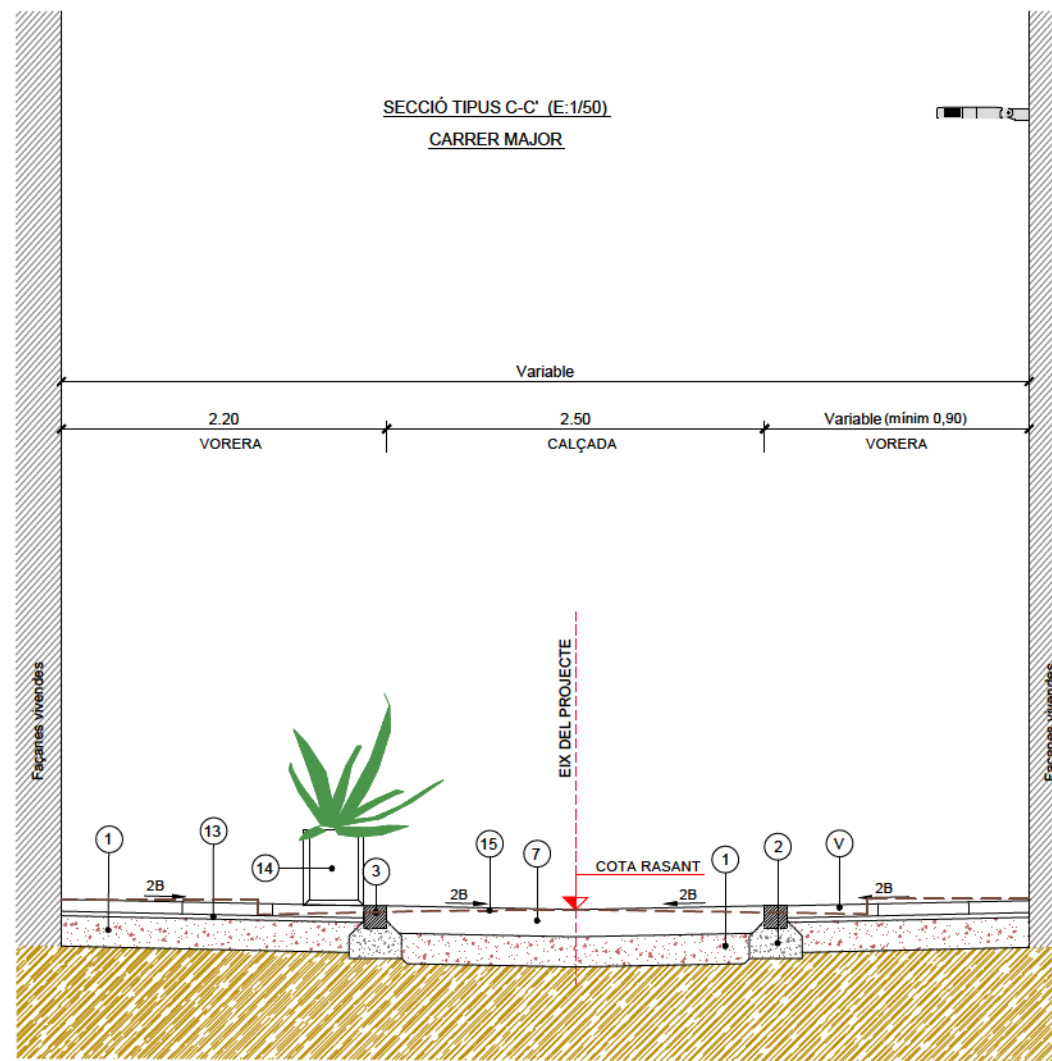 SECCIÓ TIPUS C-C' (E:1/50)
CARRER MAJOR
Variable
2.20
2.50
Variable (mínim 0,90)
VORERA
CALÇADA
VORERA
Façanes vivendes
EIX DEL PROJECTE
Façanes vivendes
1
13
14
3
15
7
COTA RASANT
1
2
V
2B
2B
2B
2B